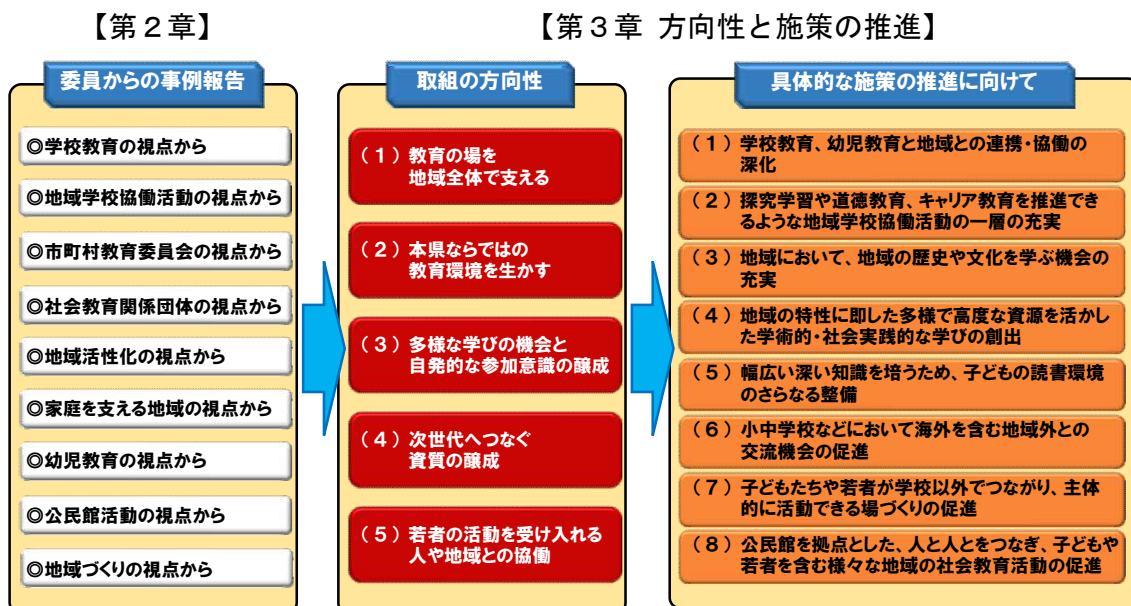 【第２章】
【第３章 方向性と施策の推進】
委員からの事例報告
◎学校教育の視点から
◎地域学校協働活動の視点から
◎市町村教育委員会の視点から
◎社会教育関係団体の視点から
◎地域活性化の視点から
◎家庭を支える地域の視点から
◎幼児教育の視点から
◎公民館活動の視点から
◎地域づくりの視点から
取組の方向性
（１）教育の場を
地域全体で支える
（２）本県ならではの
教育環境を生かす
（３）多様な学びの機会と
自発的な参加意識の醸成
（４）次世代へつなぐ
資質の醸成
（５）若者の活動を受け入れる
人や地域との協働
具体的な施策の推進に向けて
（１）学校教育、幼児教育と地域との連携・協働の
深化
（２）探究学習や道徳教育、キャリア教育を推進でき
るような地域学校協働活動の一層の充実
（３）地域において、地域の歴史や文化を学ぶ機会の
充実
（４）地域の特性に即した多様で高度な資源を活かし
た学術的・社会実践的な学びの創出
（５）幅広い深い知識を培うため、子どもの読書環境
のさらなる整備
（６）小中学校などにおいて海外を含む地域外との
交流機会の促進
（７）子どもたちや若者が学校以外でつながり、主体
的に活動できる場づくりの促進
（８）公民館を拠点とした、人と人とをつなぎ、子どもや
若者を含む様々な地域の社会教育活動の促進